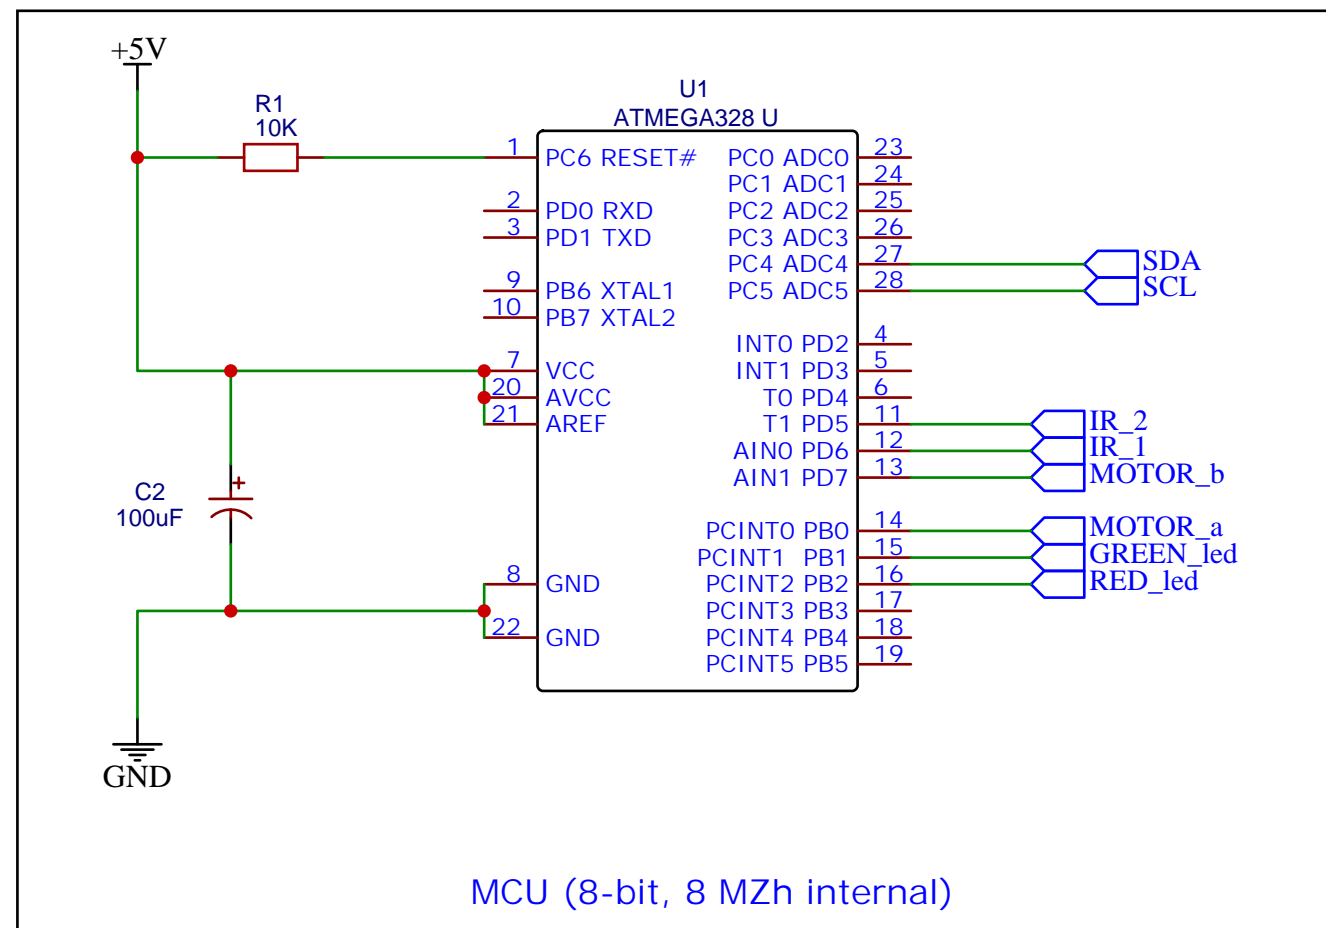 +5V
R1
10K
U1
ATMEGA328 U
1 PC6 RESET#
2 PD0 RXD
3 PD1 TXD
9 PB6 XTAL1
10 PB7 XTAL2
7 VCC
20 AVCC
21 AREF
8 GND
22 GND
PC0 ADC0 23
PC1 ADC1 24
PC2 ADC2 25
PC3 ADC3 26
PC4 ADC4 27 SDA
PC5 ADC5 28 SCL
INT0 PD2 4
INT1 PD3 5
T0 PD4 6
T1 PD5 11 IR_2
AIN0 PD6 12 IR_1
AIN1 PD7 13 MOTOR_b
PCINT0 PB0 14 MOTOR_a
PCINT1 PB1 15 GREEN_led
PCINT2 PB2 16 RED_led
PCINT3 PB3 17
PCINT4 PB4 18
PCINT5 PB5 19
C2
100uF
+
GND
MCU (8-bit, 8 MZh internal)